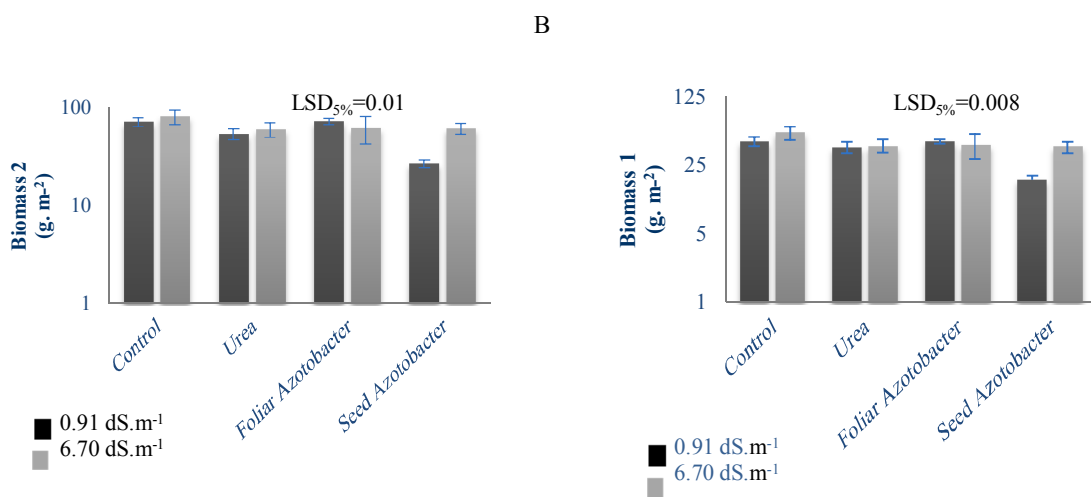 B
LSD5%=0.01
100
10
1
Biomass 2
(g. m-2)
Control
Urea
Foliar Azotobacter
Seed Azotobacter
0.91 dS.m-1
6.70 dS.m-1
LSD5%=0.008
125
25
5
1
Biomass 1
(g. m-2)
Control
Urea
Foliar Azotobacter
Seed Azotobacter
0.91 dS.m-1
6.70 dS.m-1